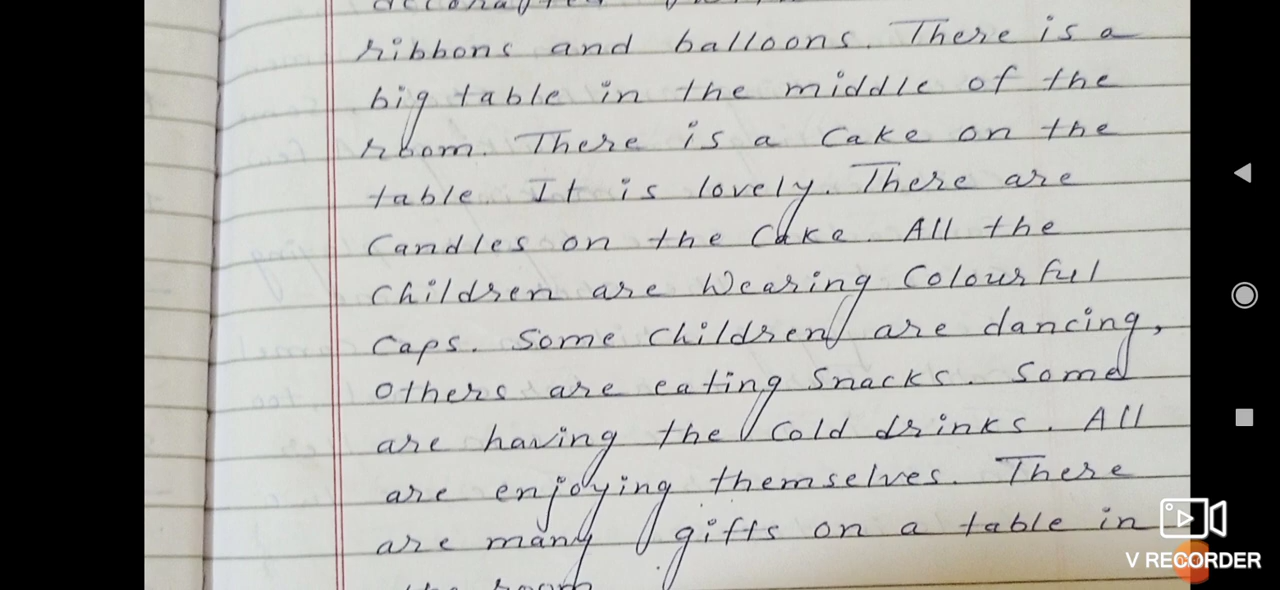 ribbons and balloons. There is a
big table in the middle of the
room. There is a Cake on the
table. It is lovely. There are
Candles on the Cake. All the
Children are Wearing Colourful
Caps. Some Children are dancing,
Others are eating Snacks. Some
are having the Cold drinks. All
are enjoying themselves. There
are many gifts on a table in
the room
V RECORDER